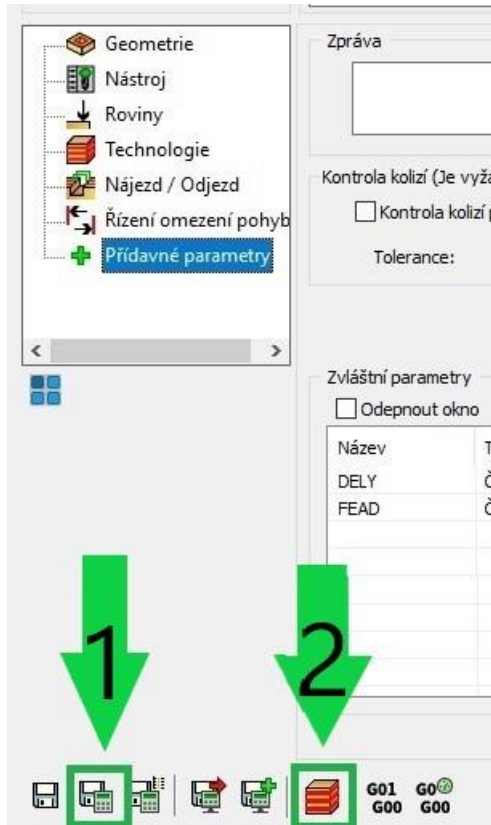 Geometrie
Nástroj
Roviny
Technologie
Nájezd / Odjezd
Řízení omezení pohyb
Přídavné parametry
Zpráva
Kontrola kolizí (Je vyža
Kontrola kolizí
Tolerance:
Zvláštní parametry
Odepnout okno
Název
DELY
FEAD
1
2
G01
G00
G0
G00